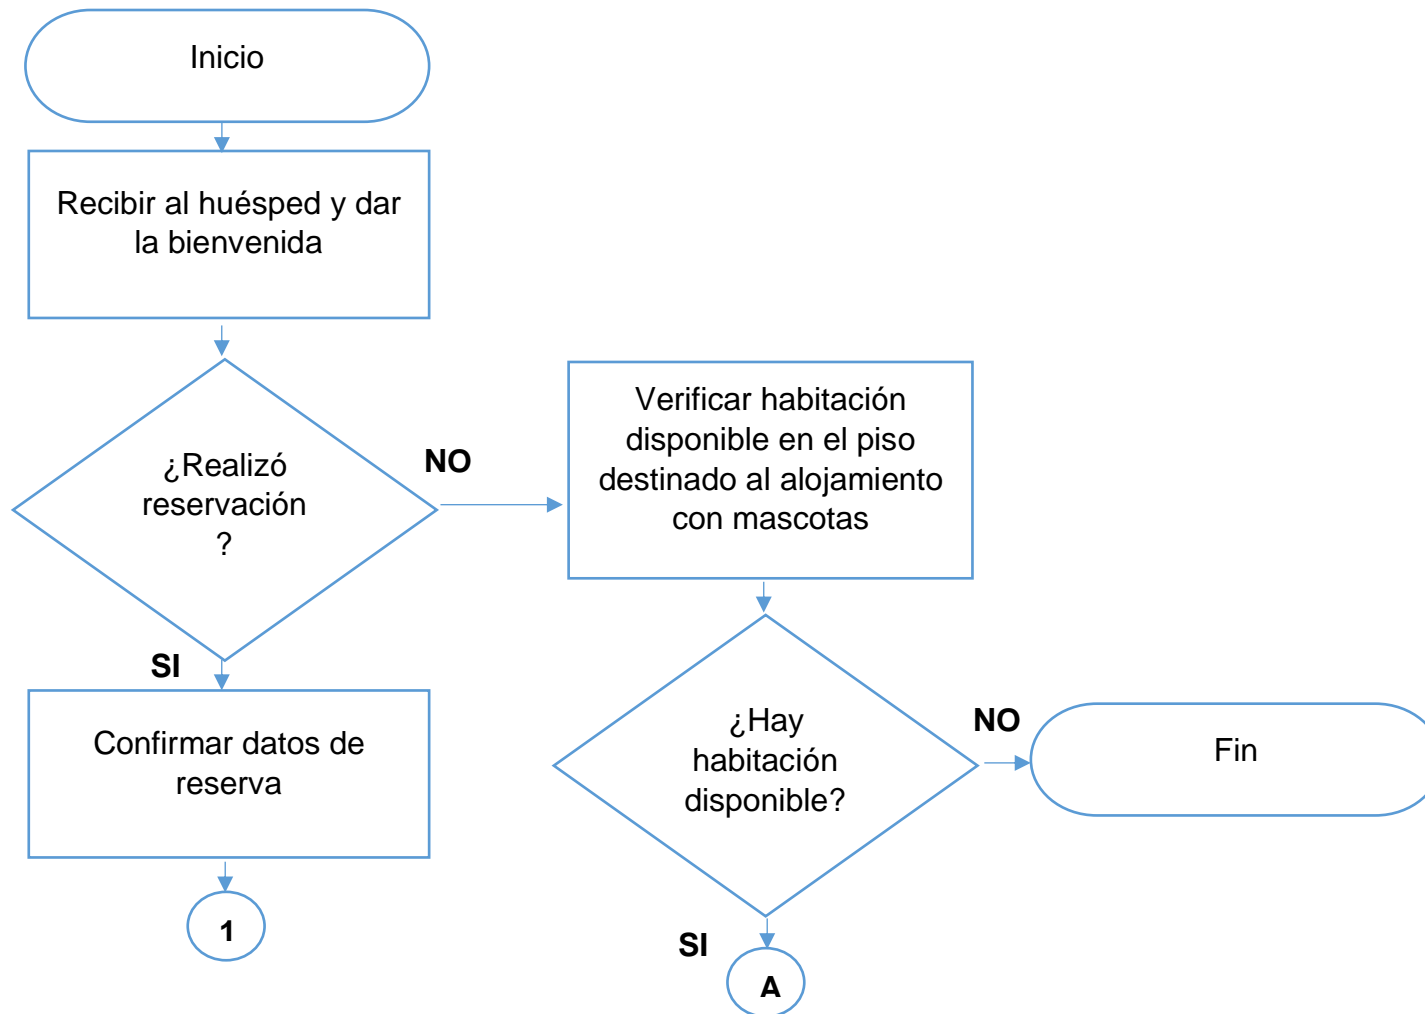 Inicio
Recibir al huésped y dar
la bienvenida
¿Realizó
reservación
?
NO
Verificar habitación
disponible en el piso
destinado al alojamiento
con mascotas
SI
Confirmar datos de
reserva
1
¿Hay
habitación
disponible?
NO
Fin
SI
A